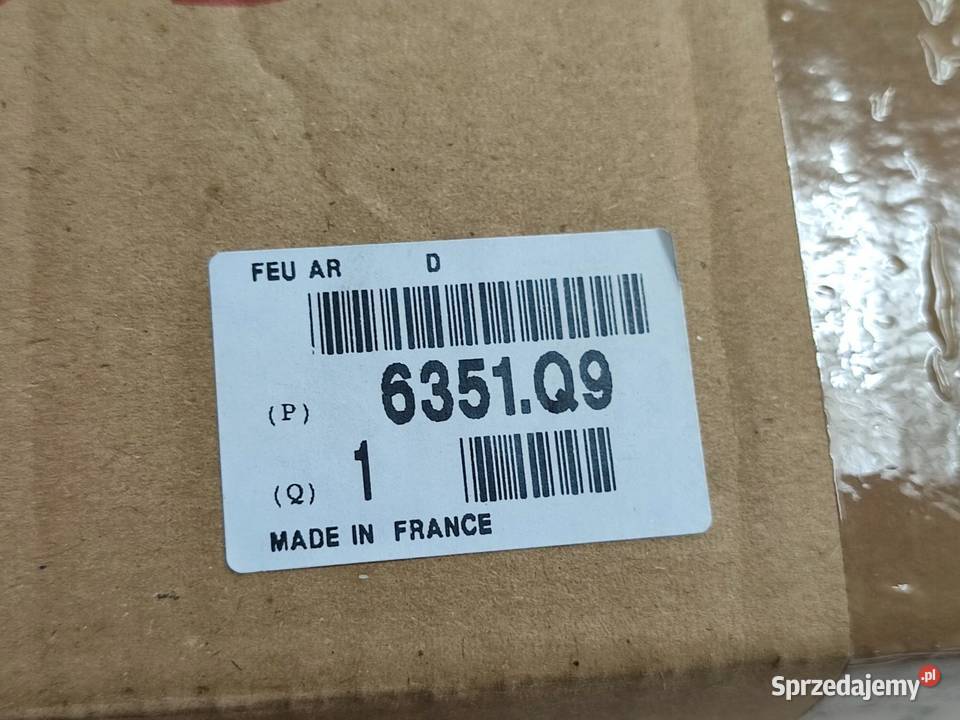 FEU AR D
6351.Q9
(P)
(Q) 1
MADE IN FRANCE
Sprzedajemy.pl